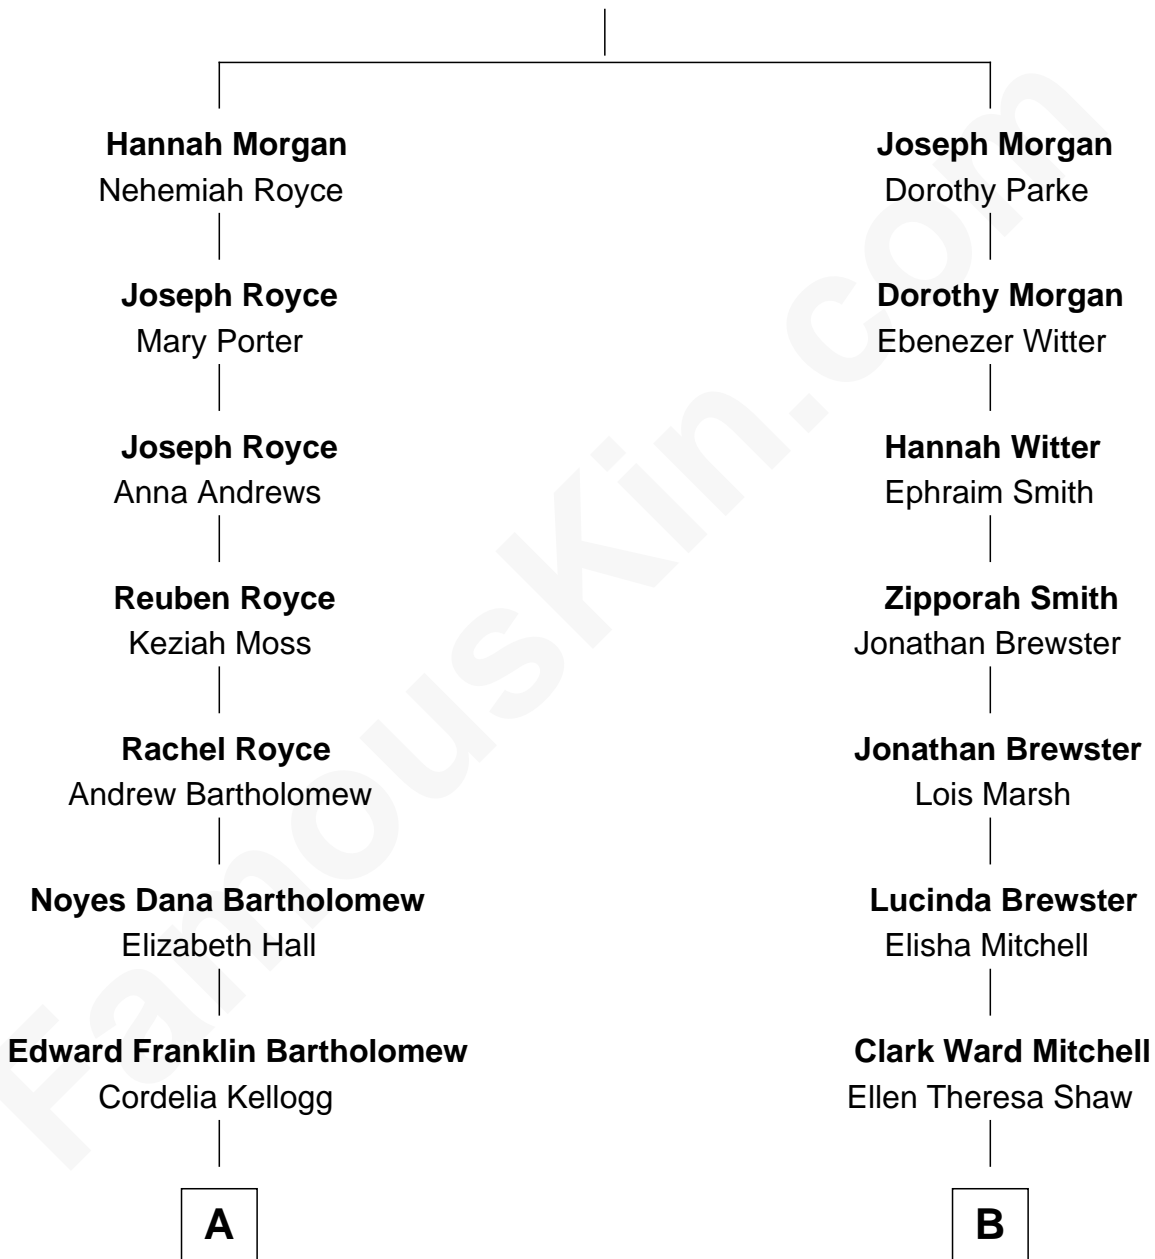 Hannah Morgan
Nehemiah Royce
Joseph Royce
Mary Porter
Joseph Royce
Anna Andrews
Reuben Royce
Keziah Moss
Rachel Royce
Andrew Bartholomew
Noyes Dana Bartholomew
Elizabeth Hall
Edward Franklin Bartholomew
Cordelia Kellogg
A
Joseph Morgan
Dorothy Parke
Dorothy Morgan
Ebenezer Witter
Hannah Witter
Ephraim Smith
Zipporah Smith
Jonathan Brewster
Jonathan Brewster
Lois Marsh
Lucinda Brewster
Elisha Mitchell
Clark Ward Mitchell
Ellen Theresa Shaw
B
FamousKin.com